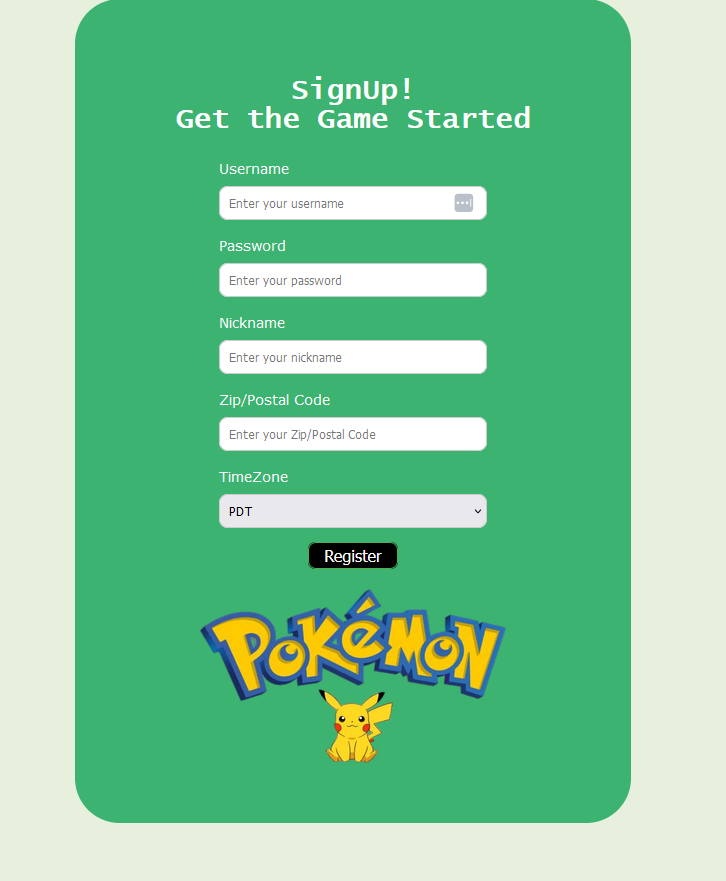 SignUp!
Get the Game Started
Username
Enter your username
Password
Enter your password
Nickname
Enter your nickname
Zip/Postal Code
Enter your Zip/Postal Code
TimeZone
PDT
Register
POKéMON